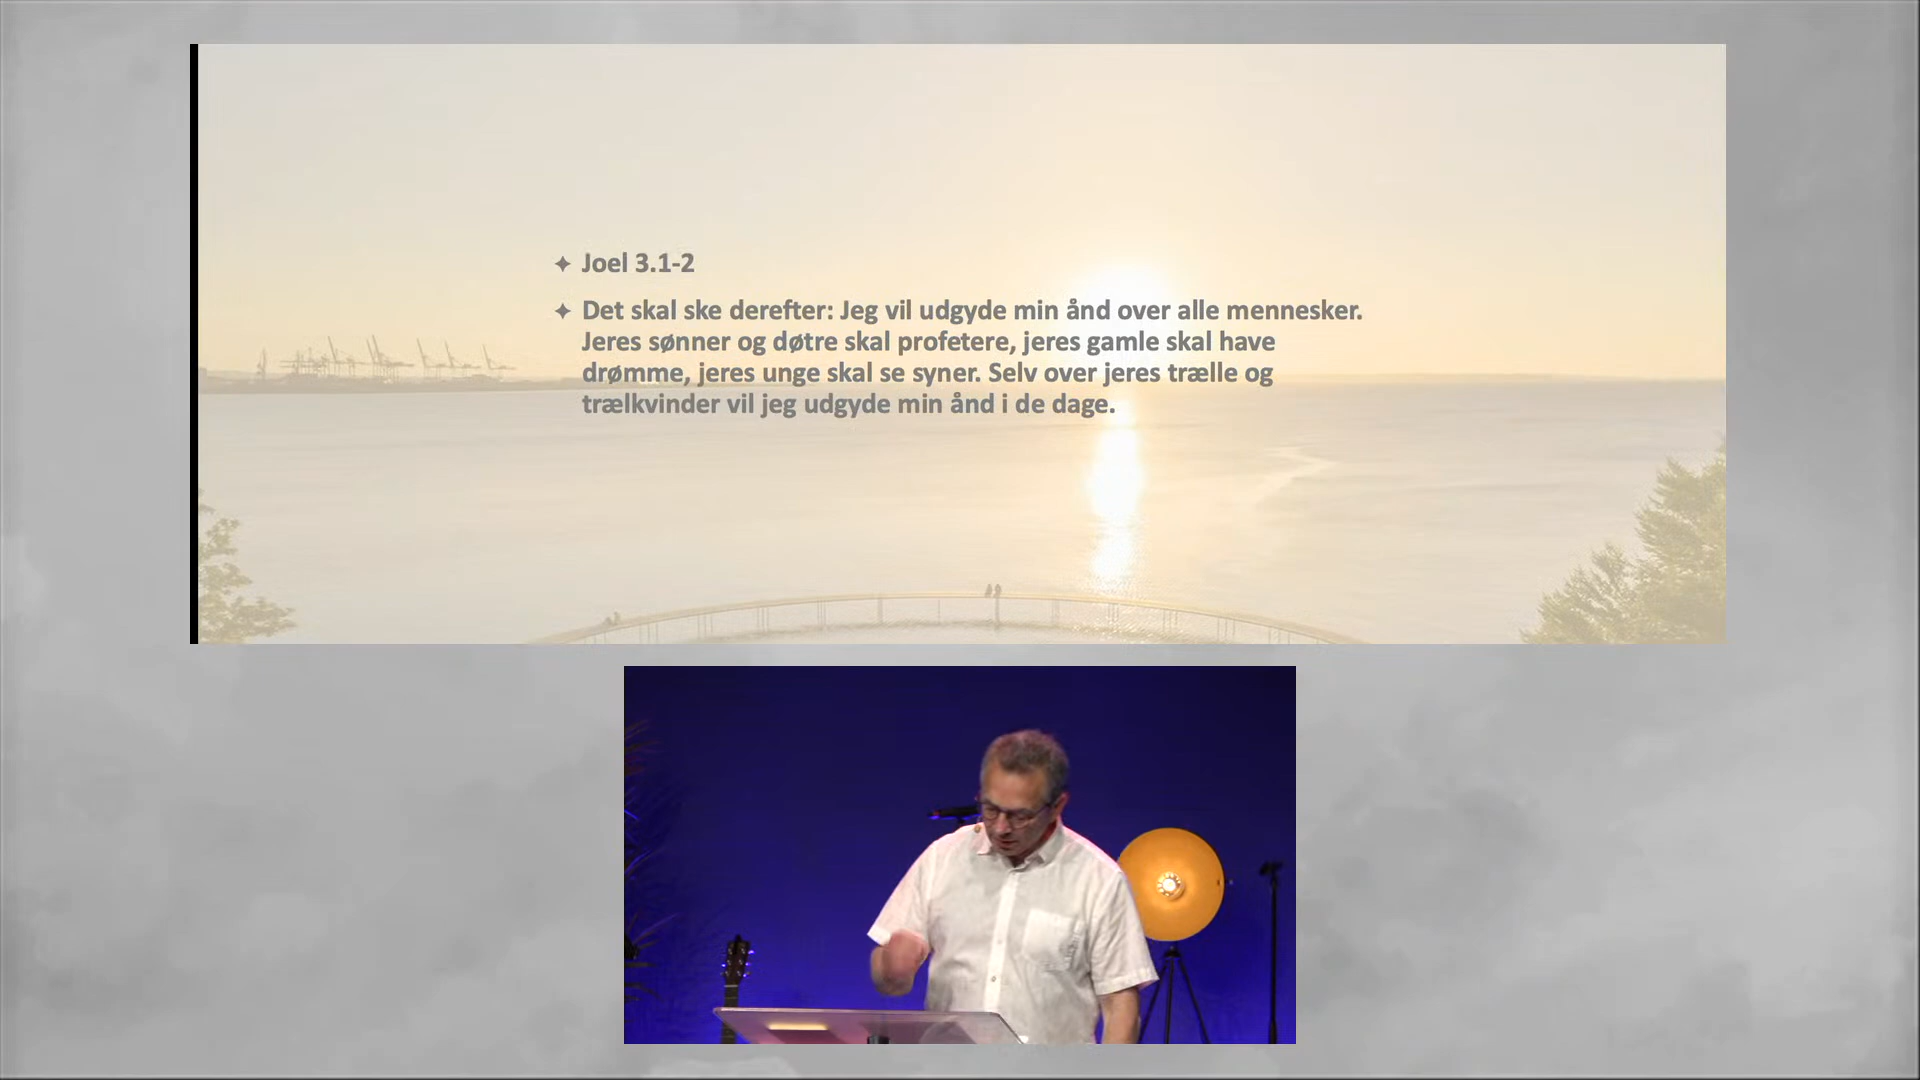 Joel 3.1-2
Det skal ske derefter: Jeg vil udgyde min ånd over alle mennesker.
Jeres sønner og døtre skal profetere, jeres gamle skal have
drømme, jeres unge skal se syner. Selv over jeres trælle og
trælkvinder vil jeg udgyde min ånd i de dage.